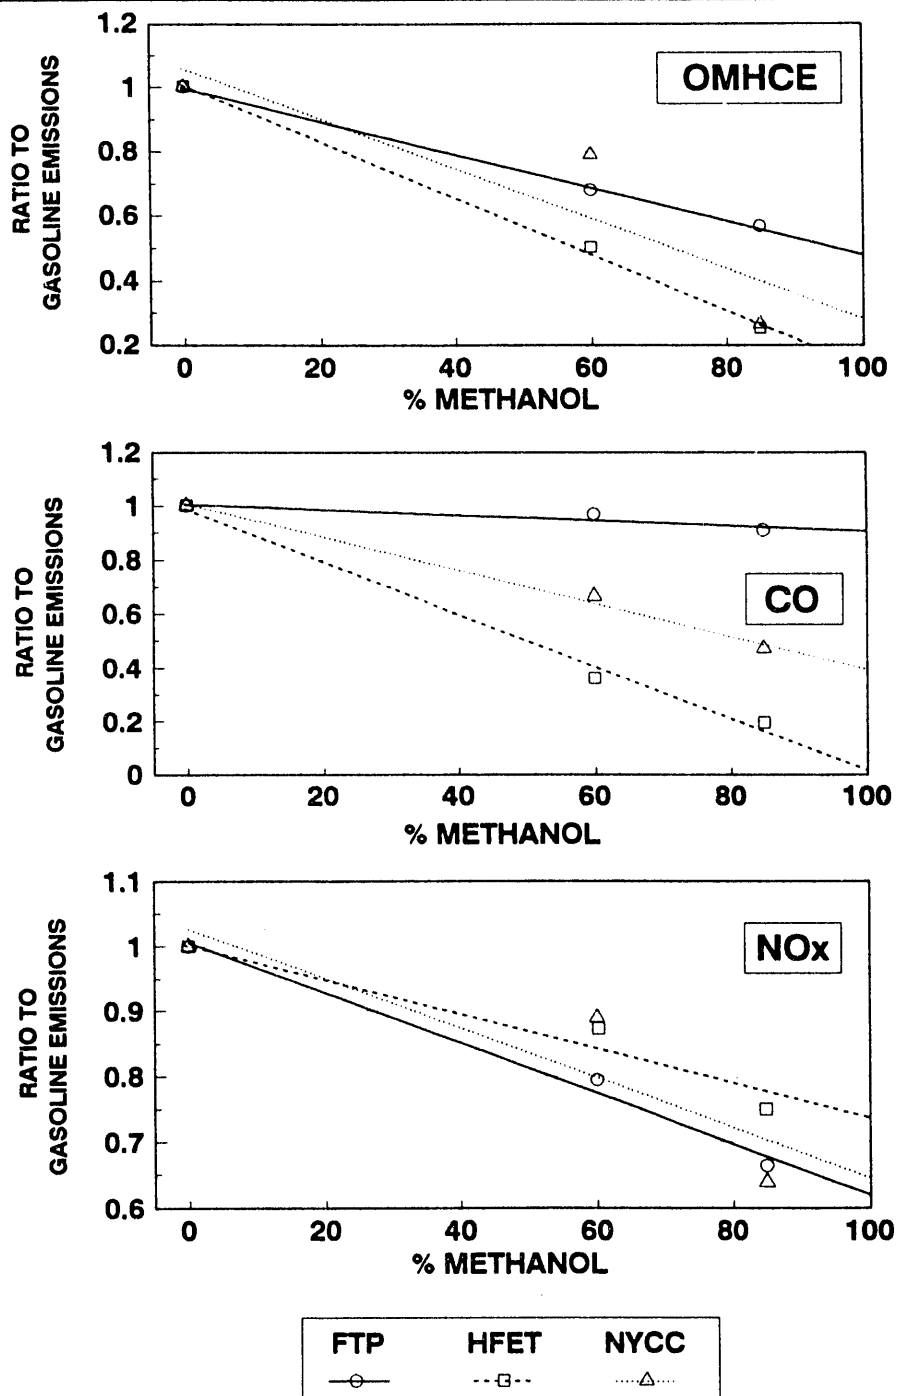 1.2
1
0.8
0.6
0.4
0.2
RATIO TO
GASOLINE EMISSIONS
OMHCE
0 20 40 60 80 100
% METHANOL
1.2
1
0.8
0.6
0.4
0.2
0
RATIO TO
GASOLINE EMISSIONS
CO
0 20 40 60 80 100
% METHANOL
1.1
1
0.9
0.8
0.7
0.6
RATIO TO
GASOLINE EMISSIONS
NOx
0 20 40 60 80 100
% METHANOL
FTP HFET NYCC